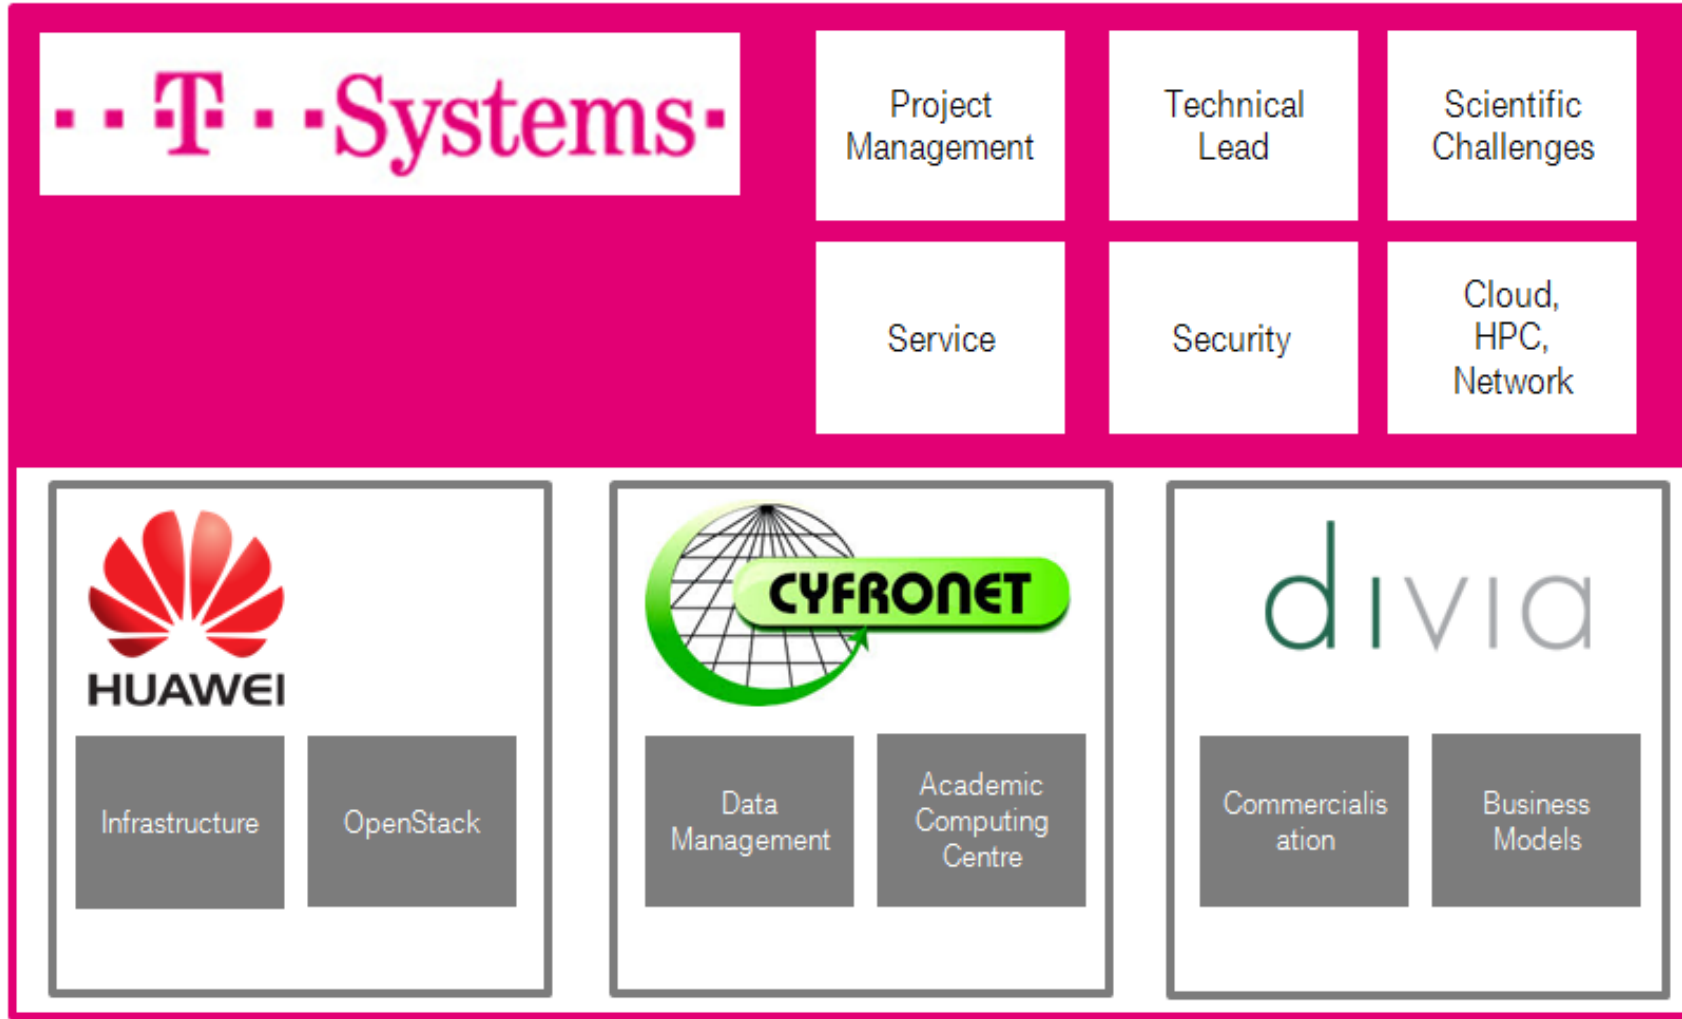 T Systems
Project
Management
Technical
Lead
Scientific
Challenges
Service
Security
Cloud,
HPC,
Network
HUAWEI
Infrastructure
OpenStack
CYFRONET
Data
Management
Academic
Computing
Centre
divia
Commercialis
ation
Business
Models